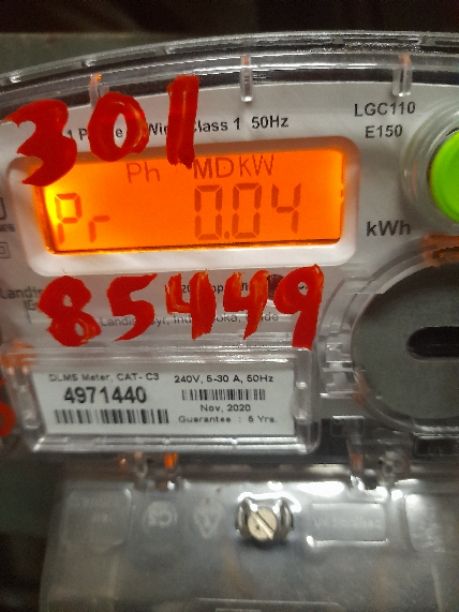 301
Class 1 50Hz
LGC110
E150
Ph MD kW
Pr 0.04
kWh
85449
DLMS Meter, CAT- C3
4971440
240V, 5-30 A, 50Hz
Nov, 2020
Guarantee : 5 Yrs.